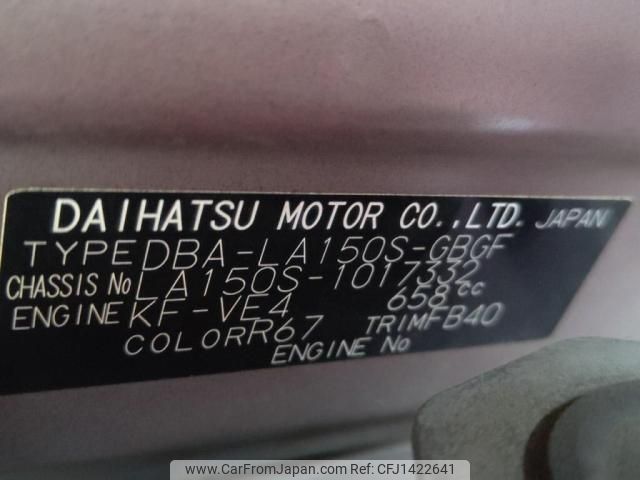 DAIHATSU MOTOR CO.,LTD. JAPAN
TYPE DBA-LA150S-GBGF
CHASSIS No LA150S-1017332
ENGINE KF-VE4 658cc
COLOR R67 TRIM FB40
ENGINE No
www.CarFromJapan.com - CFJ1422641